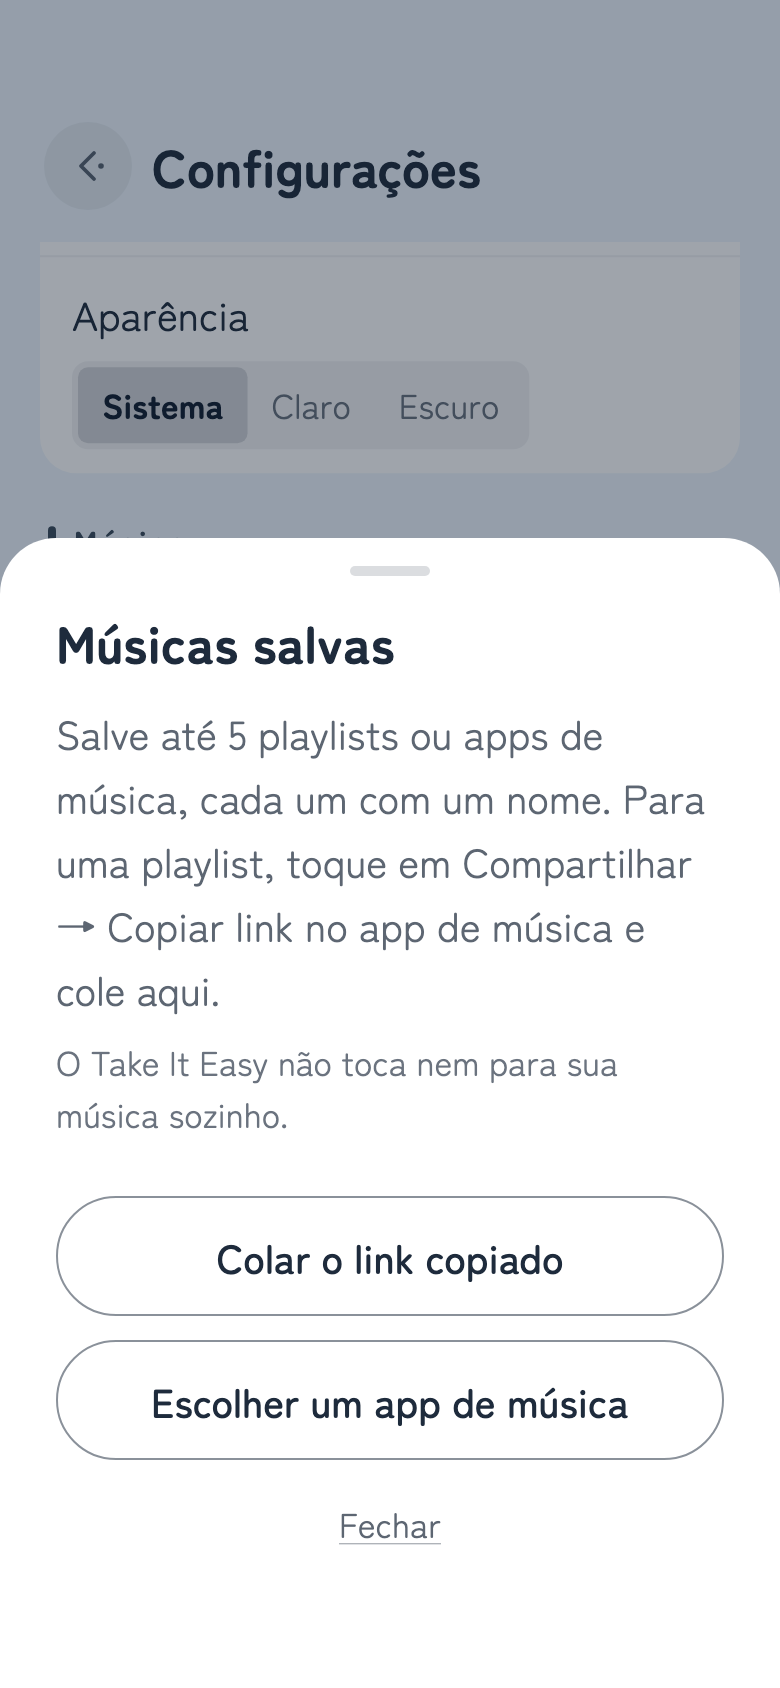 Configurações
Aparência
Sistema Claro Escuro
Músicas salvas
Salve até 5 playlists ou apps de
música, cada um com um nome. Para
uma playlist, toque em Compartilhar
→ Copiar link no app de música e
cole aqui.
O Take It Easy não toca nem para sua
música sozinho.
Colar o link copiado
Escolher um app de música
Fechar